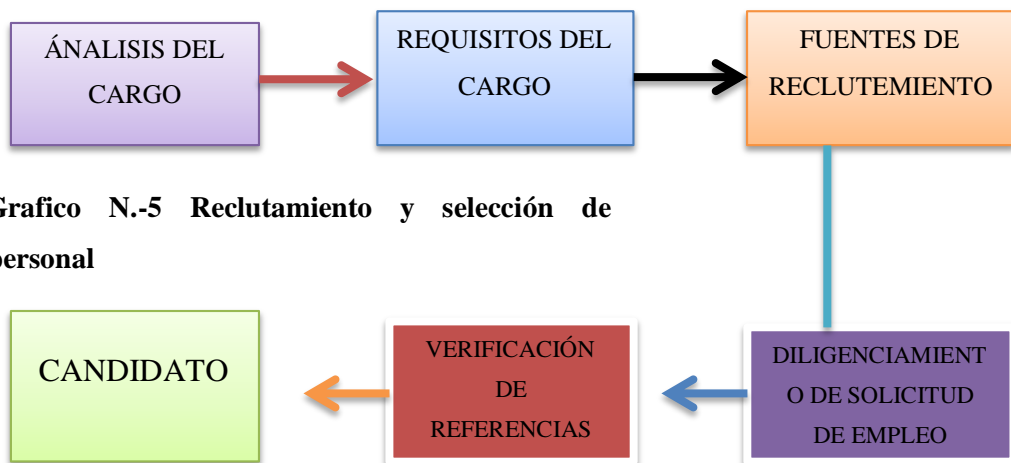 ÁNALISIS DEL
CARGO
REQUISITOS DEL
CARGO
FUENTES DE
RECLUTEMIENTO
Grafico N.-5 Reclutamiento y selección de
personal
CANDIDATO
VERIFICACIÓN
DE
REFERENCIAS
DILIGENCIAMIENT
O DE SOLICITUD
DE EMPLEO